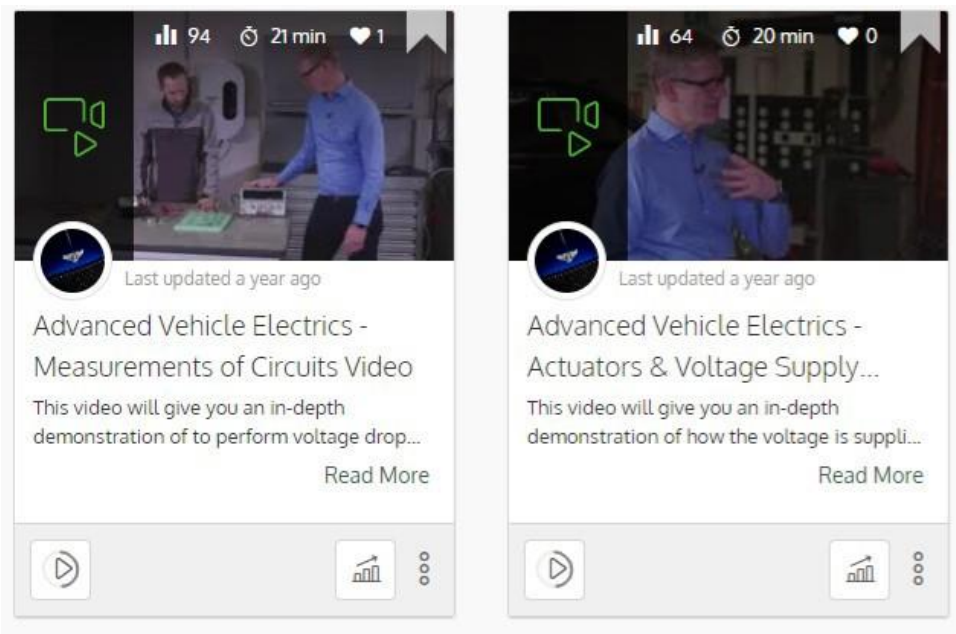 94 21 min 1
Last updated a year ago
Advanced Vehicle Electrics -
Measurements of Circuits Video
This video will give you an in-depth
demonstration of to perform voltage drop...
Read More
64 20 min 0
Last updated a year ago
Advanced Vehicle Electrics -
Actuators & Voltage Supply...
This video will give you an in-depth
demonstration of how the voltage is suppli...
Read More